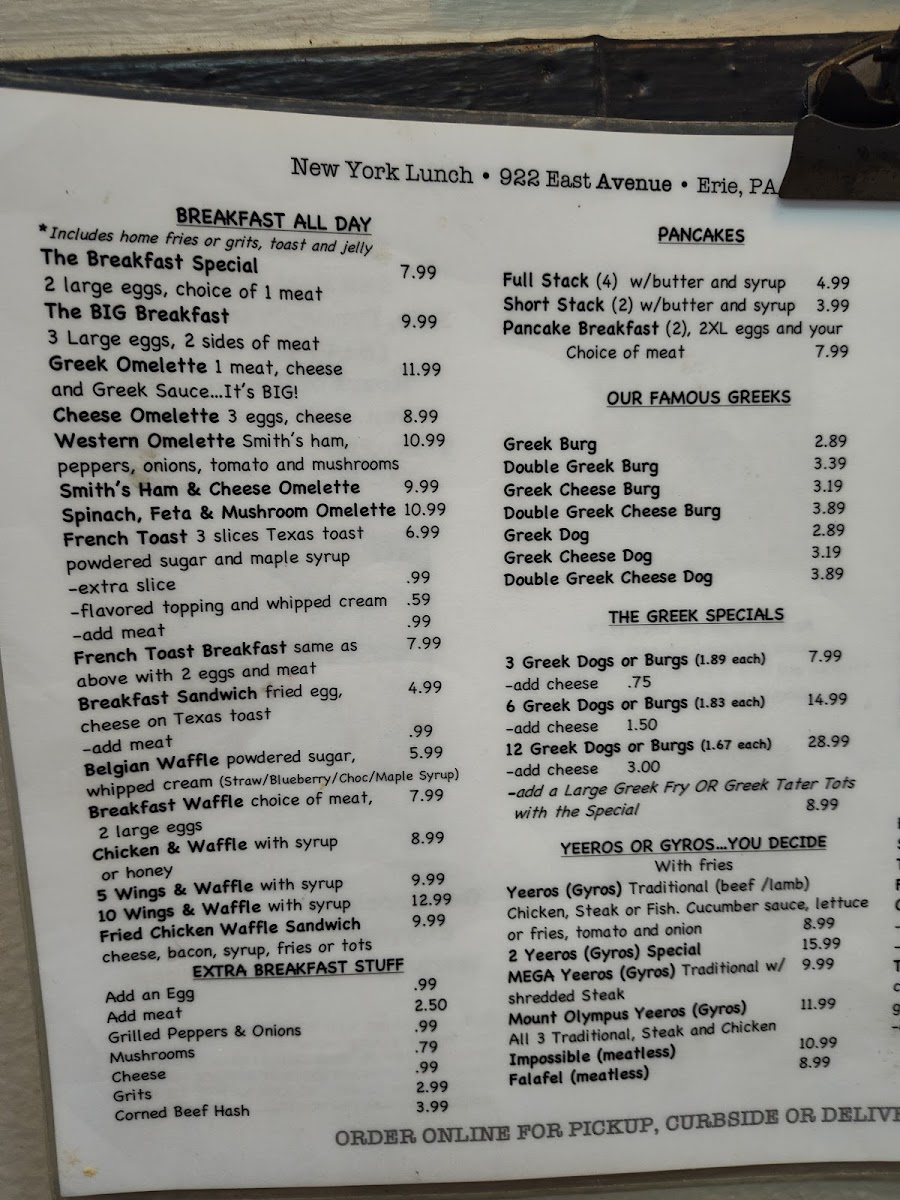 New York Lunch • 922 East Avenue • Erie, PA
BREAKFAST ALL DAY
*Includes home fries or grits, toast and jelly
The Breakfast Special 7.99
2 large eggs, choice of 1 meat
The BIG Breakfast 9.99
3 Large eggs, 2 sides of meat
Greek Omelette 1 meat, cheese 11.99
and Greek Sauce...It's BIG!
Cheese Omelette 3 eggs, cheese 8.99
Western Omelette Smith's ham, 10.99
peppers, onions, tomato and mushrooms
Smith's Ham & Cheese Omelette 9.99
Spinach, Feta & Mushroom Omelette 10.99
French Toast 3 slices Texas toast 6.99
powdered sugar and maple syrup
-extra slice .99
-flavored topping and whipped cream .59
-add meat .99
French Toast Breakfast same as 7.99
above with 2 eggs and meat
Breakfast Sandwich fried egg, 4.99
cheese on Texas toast
-add meat .99
Belgian Waffle powdered sugar, 5.99
whipped cream (Straw/Blueberry/Choc/Maple Syrup)
Breakfast Waffle choice of meat, 7.99
2 large eggs
Chicken & Waffle with syrup 8.99
or honey
5 Wings & Waffle with syrup 9.99
10 Wings & Waffle with syrup 12.99
Fried Chicken Waffle Sandwich 9.99
cheese, bacon, syrup, fries or tots
EXTRA BREAKFAST STUFF
Add an Egg .99
Add meat 2.50
Grilled Peppers & Onions .99
Mushrooms .79
Cheese .99
Grits 2.99
Corned Beef Hash 3.99
PANCAKES
Full Stack (4) w/butter and syrup 4.99
Short Stack (2) w/butter and syrup 3.99
Pancake Breakfast (2), 2XL eggs and your
Choice of meat 7.99
OUR FAMOUS GREEKS
Greek Burg 2.89
Double Greek Burg 3.39
Greek Cheese Burg 3.19
Double Greek Cheese Burg 3.89
Greek Dog 2.89
Greek Cheese Dog 3.19
Double Greek Cheese Dog 3.89
THE GREEK SPECIALS
3 Greek Dogs or Burgs (1.89 each) 7.99
-add cheese .75
6 Greek Dogs or Burgs (1.83 each) 14.99
-add cheese 1.50
12 Greek Dogs or Burgs (1.67 each) 28.99
-add cheese 3.00
-add a Large Greek Fry OR Greek Tater Tots
with the Special 8.99
YEEROS OR GYROS...YOU DECIDE
With fries
Yeeros (Gyros) Traditional (beef /lamb)
Chicken, Steak or Fish. Cucumber sauce, lettuce
or fries, tomato and onion 8.99
2 Yeeros (Gyros) Special 15.99
MEGA Yeeros (Gyros) Traditional w/ 9.99
shredded Steak
Mount Olympus Yeeros (Gyros) 11.99
All 3 Traditional, Steak and Chicken
Impossible (meatless) 10.99
Falafel (meatless) 8.99
ORDER ONLINE FOR PICKUP, CURBSIDE OR DELIVE